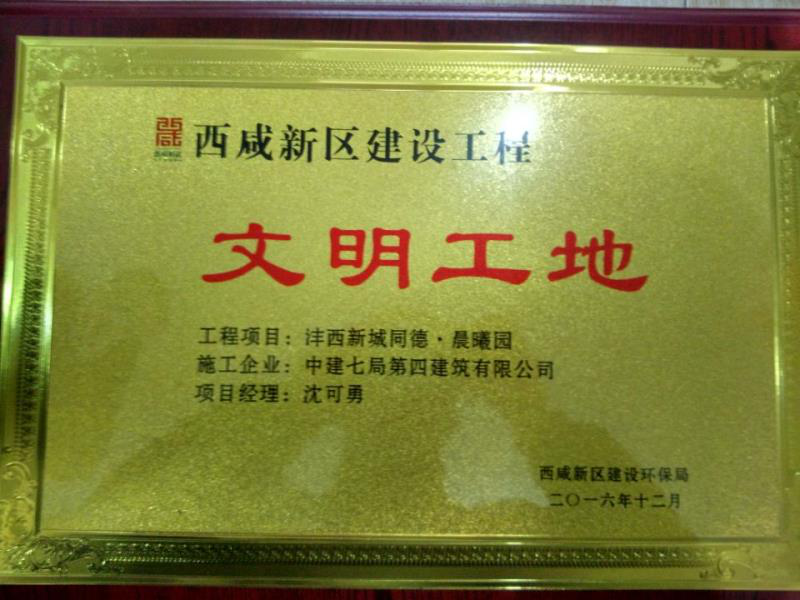 西咸新区建设工程
文明工地
工程项目：沣西新城同德·晨曦园
施工企业：中建七局第四建筑有限公司
项目经理：沈可勇
西咸新区建设环保局
二〇一六年十二月